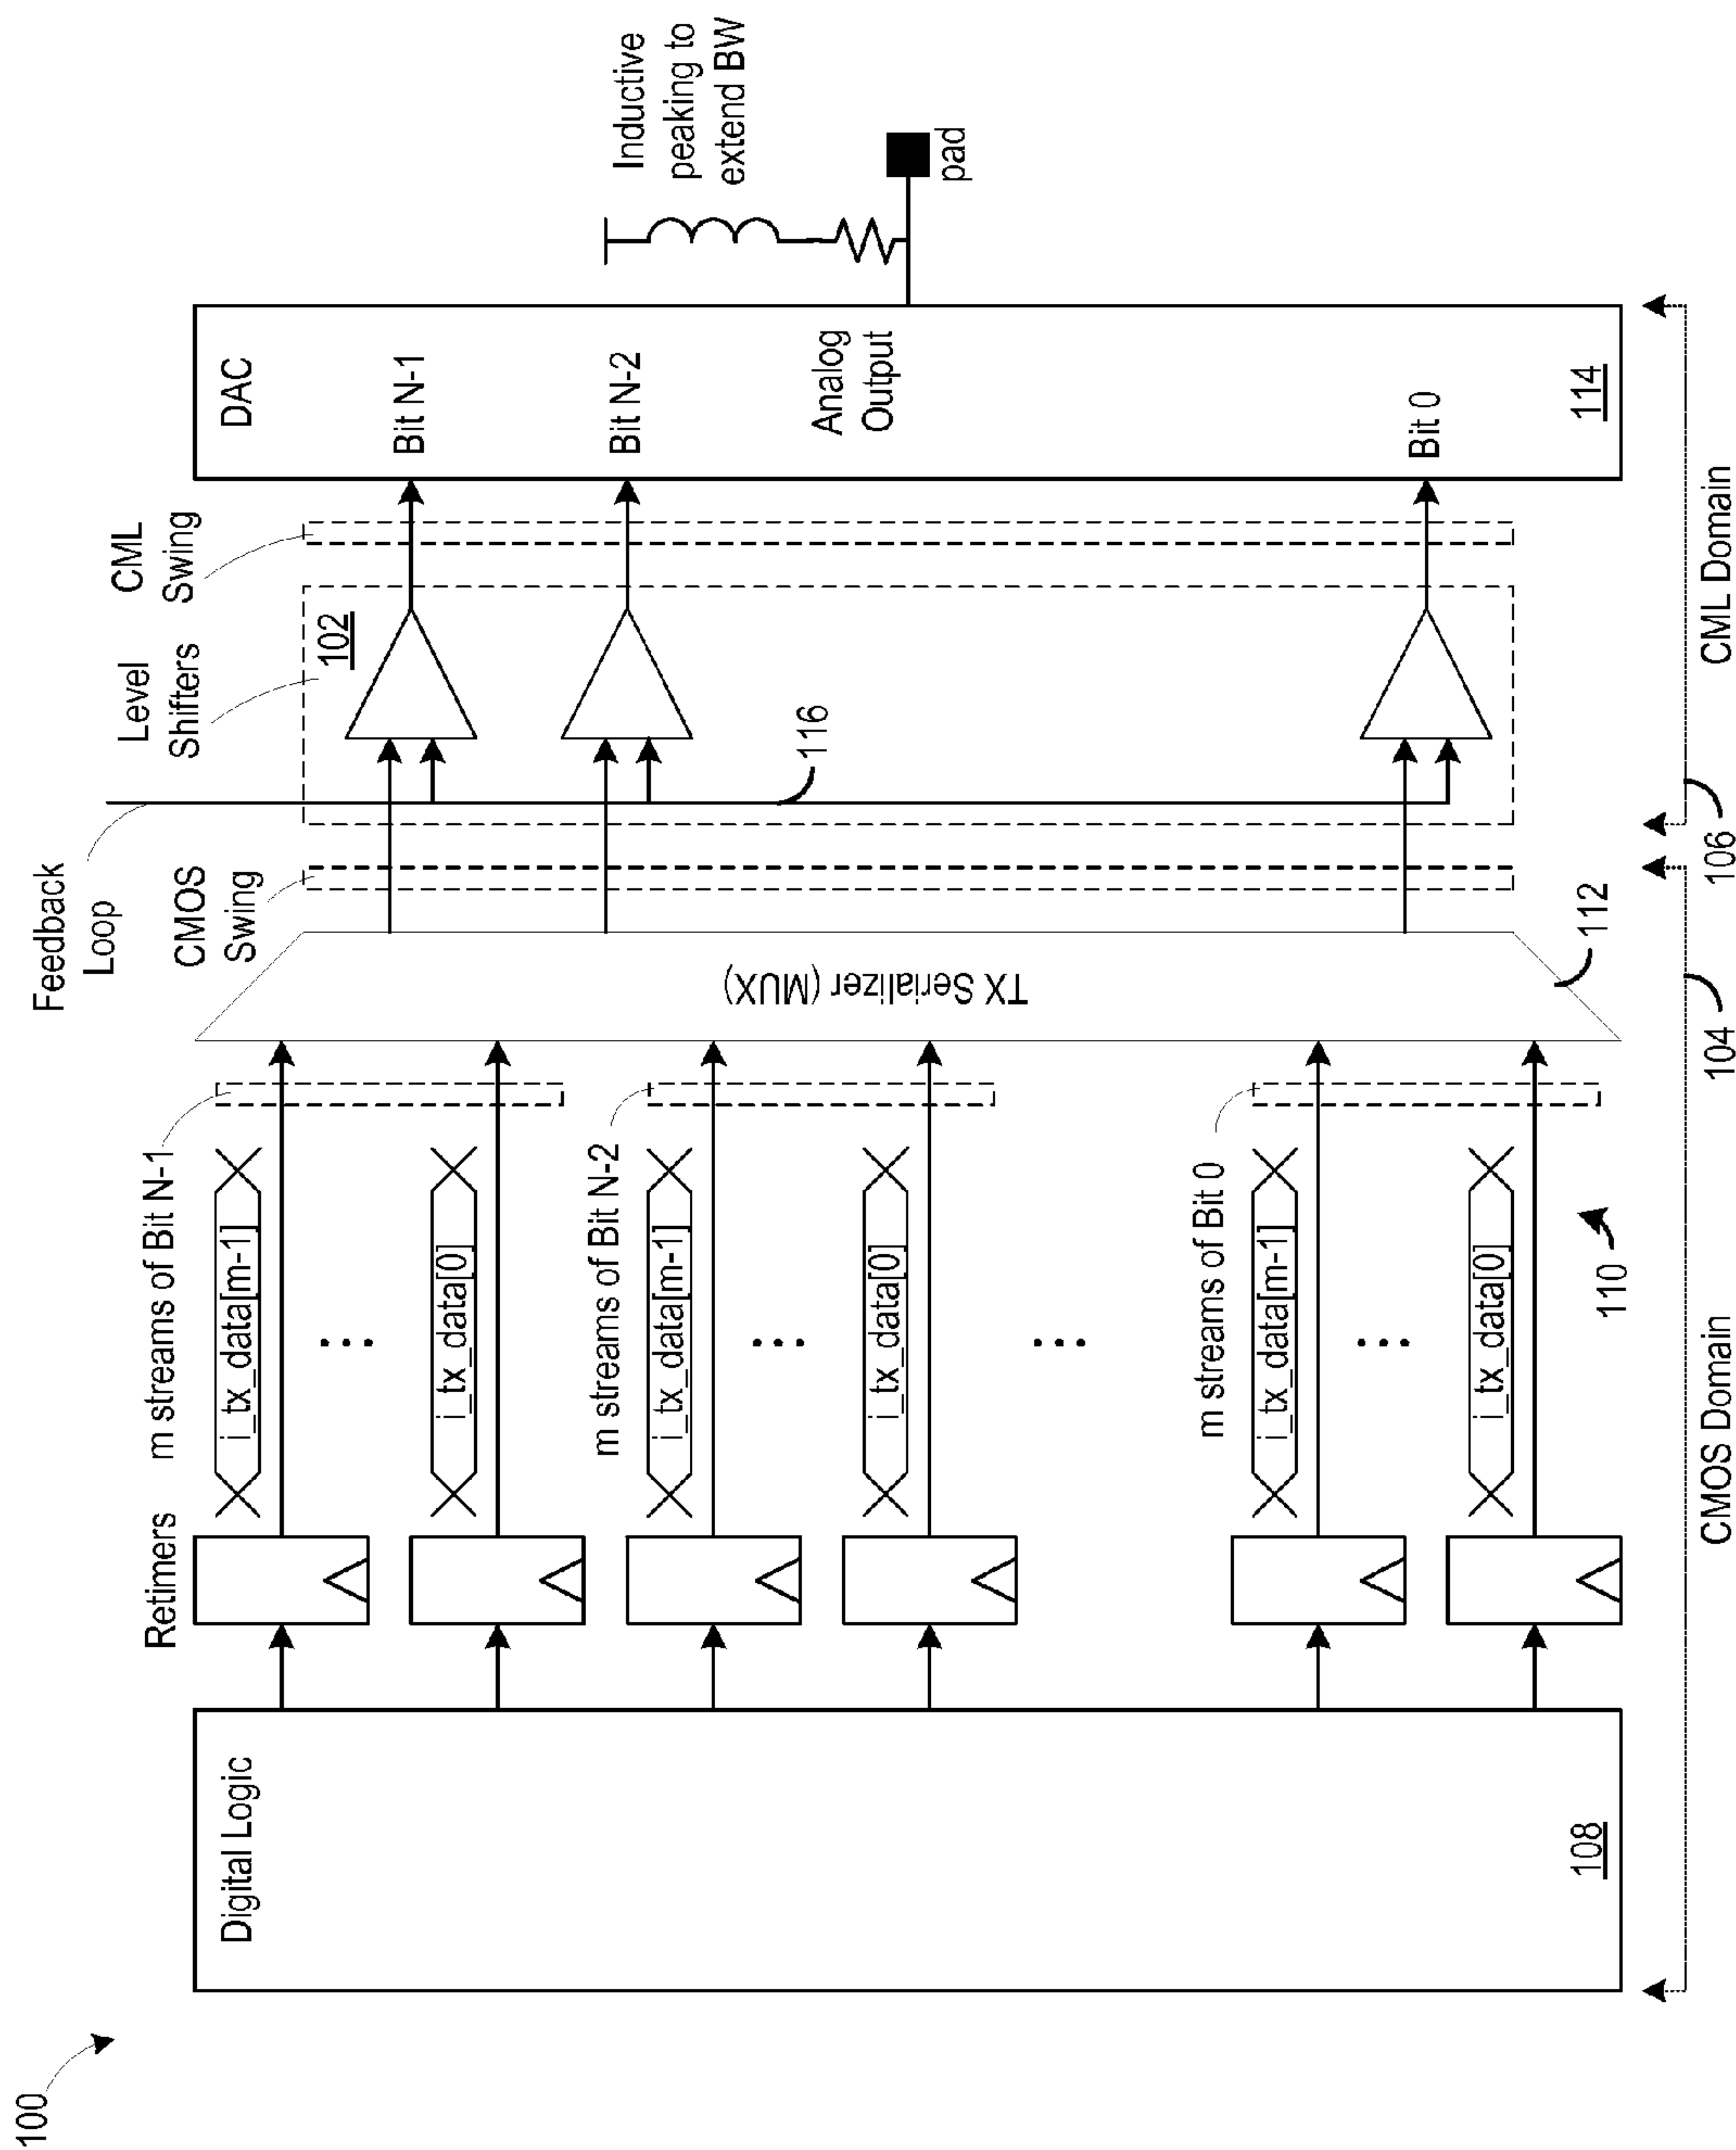 100
Digital Logic
108
Retimers
m streams of Bit N-1
i_tx_data[m-1]
...
i_tx_data[0]
m streams of Bit N-2
i_tx_data[m-1]
...
i_tx_data[0]
...
m streams of Bit 0
i_tx_data[m-1]
...
i_tx_data[0]
110
TX Serializer (MUX)
112
Feedback
Loop
CMOS
Swing
Level
Shifters
102
116
CML
Swing
DAC
Bit N-1
Bit N-2
Analog
Output
Bit 0
114
Inductive
peaking to
extend BW
pad
CMOS Domain
104
106
CML Domain